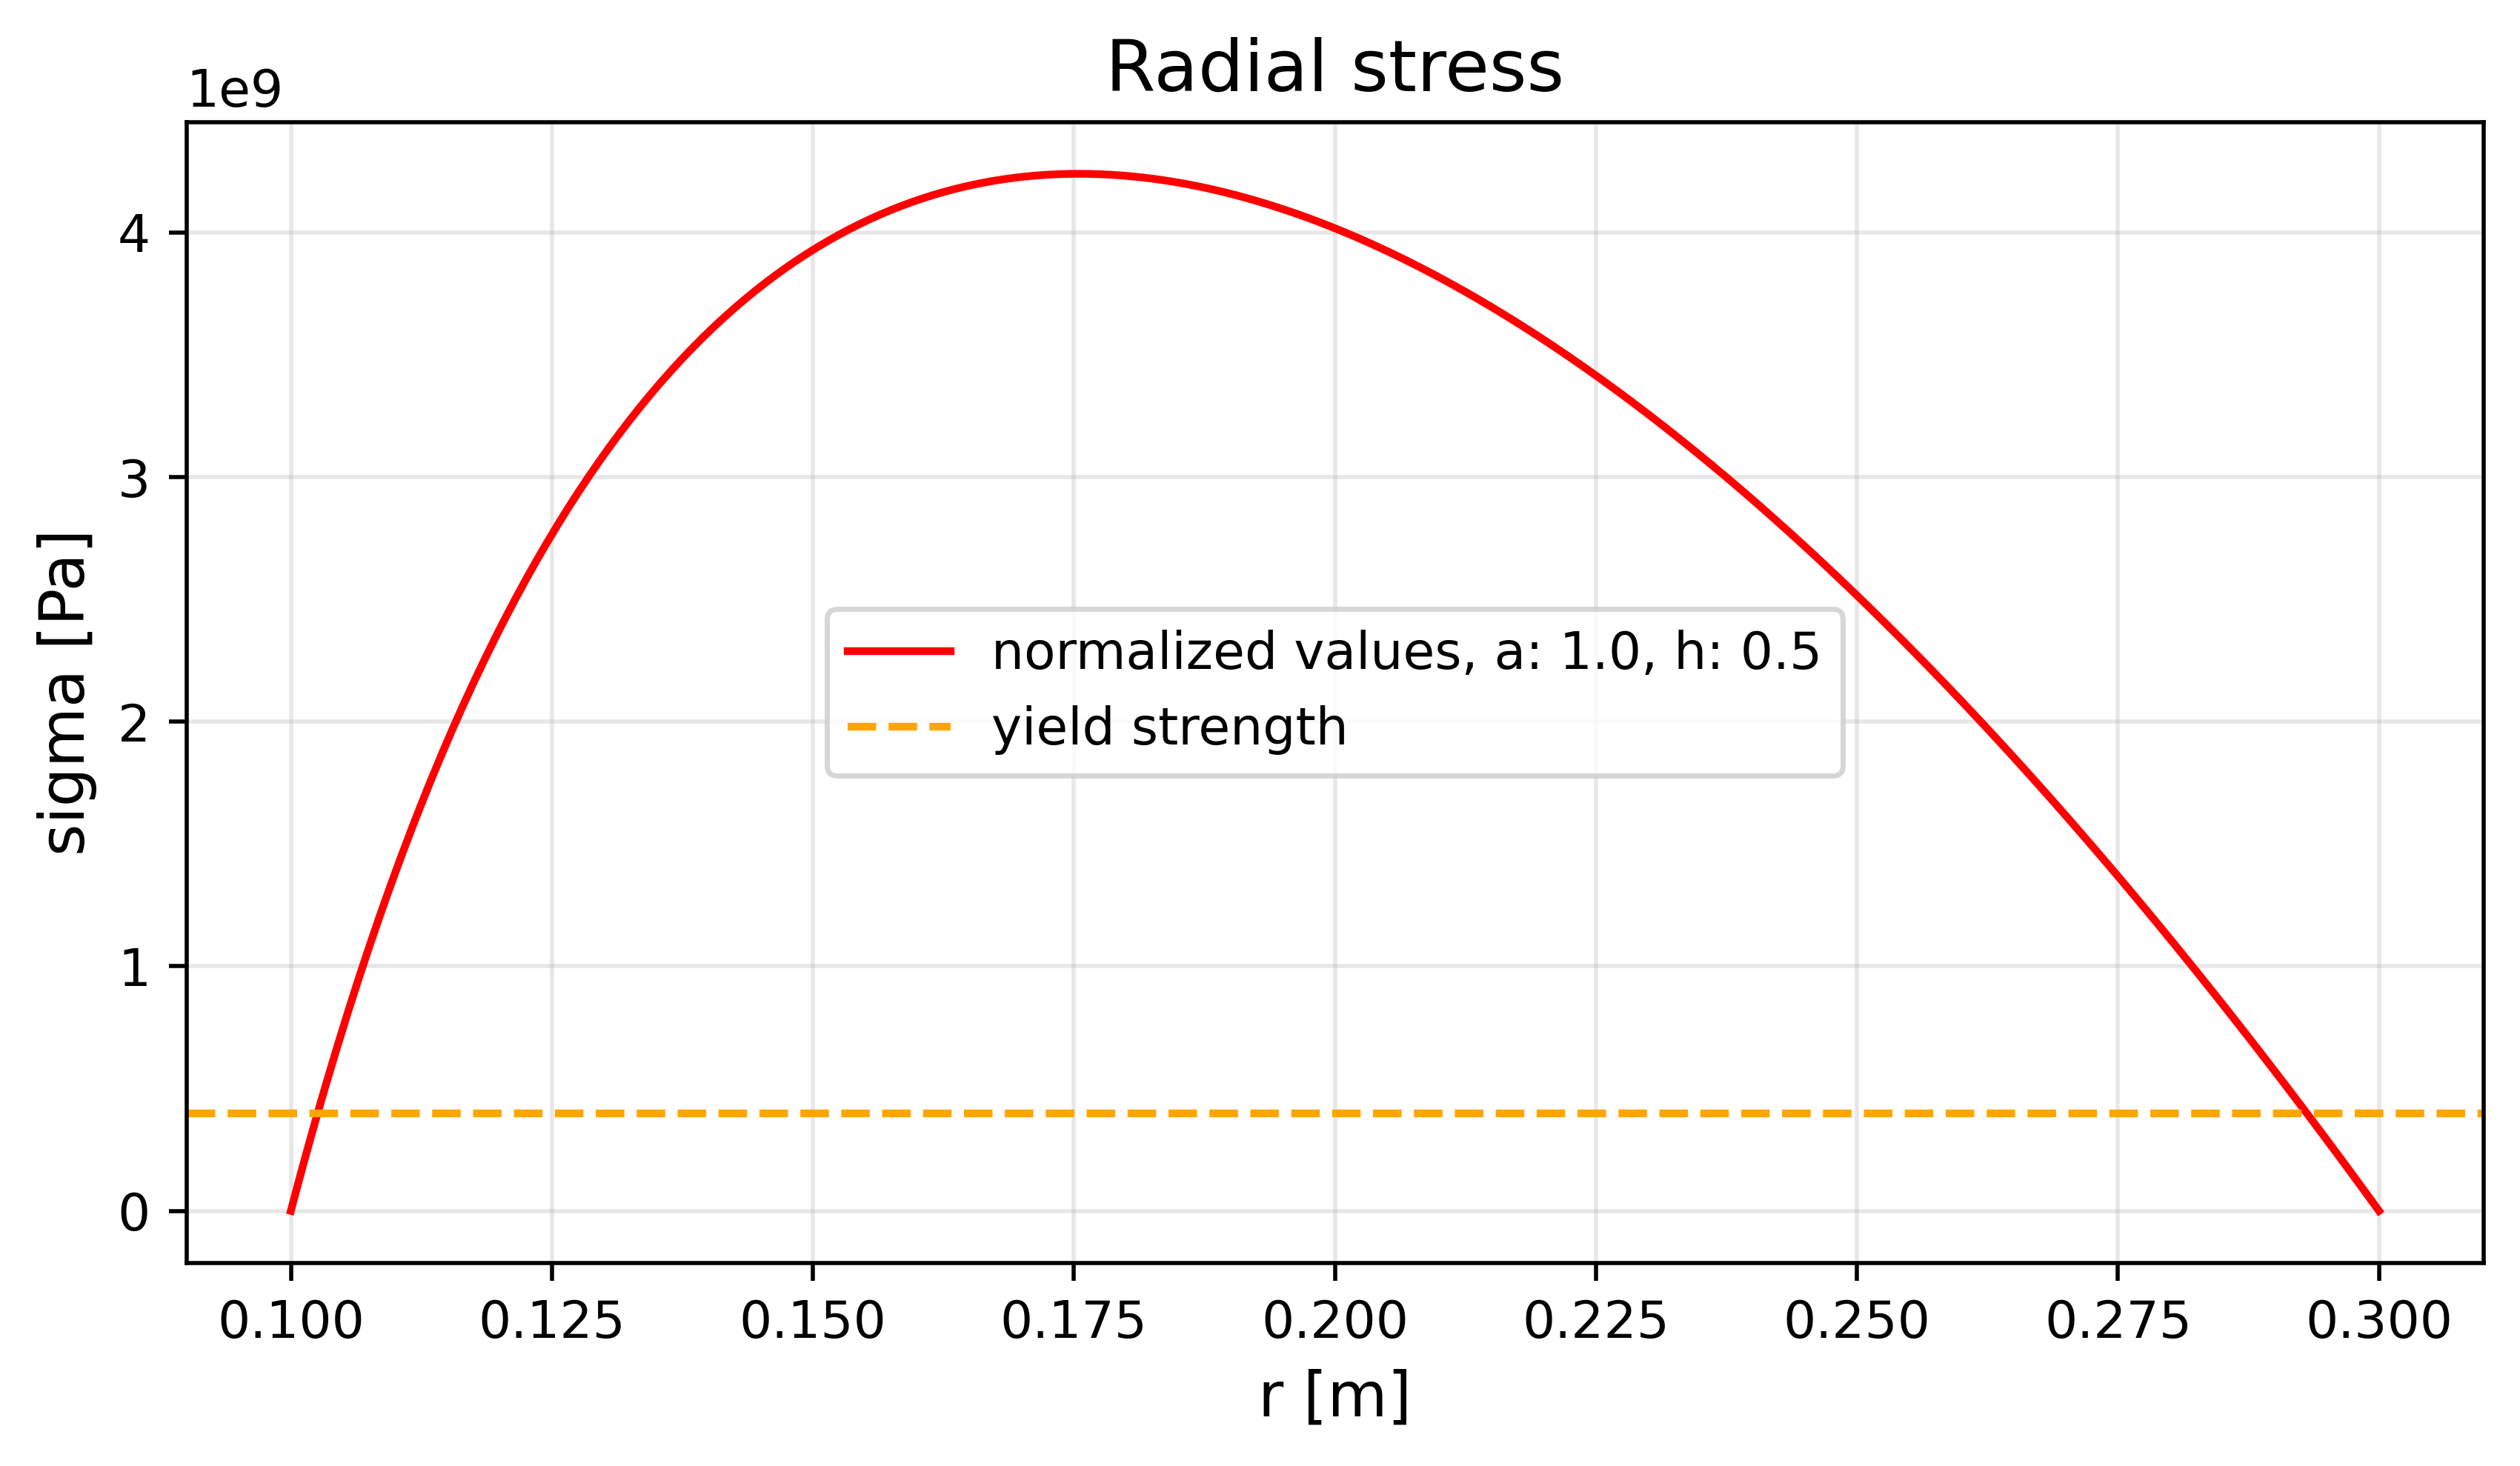 Radial stress
1e9
4
3
2
1
0
sigma [Pa]
normalized values, a: 1.0, h: 0.5
yield strength
0.100 0.125 0.150 0.175 0.200 0.225 0.250 0.275 0.300
r [m]